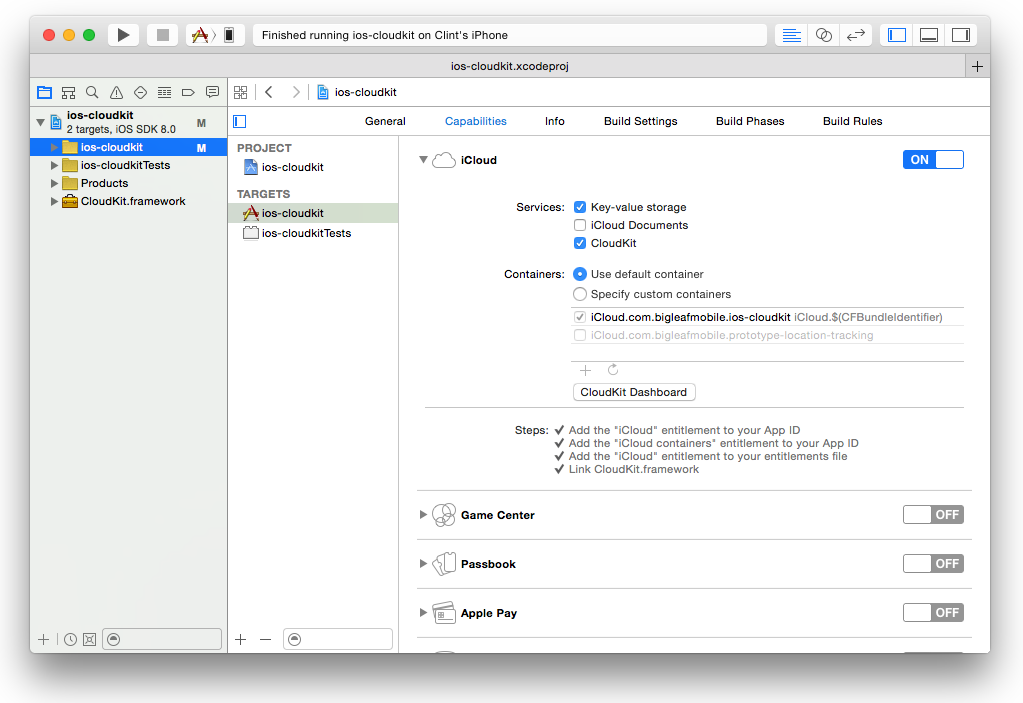 Finished running ios-cloudkit on Clint's iPhone
ios-cloudkit.xcodeproj
ios-cloudkit
ios-cloudkit
2 targets, iOS SDK 8.0
M
ios-cloudkit
M
ios-cloudkitTests
Products
CloudKit.framework
General Capabilities Info Build Settings Build Phases Build Rules
PROJECT
ios-cloudkit
TARGETS
ios-cloudkit
ios-cloudkitTests
iCloud
ON
Services: Key-value storage
iCloud Documents
CloudKit
Containers: Use default container
Specify custom containers
iCloud.com.bigleafmobile.ios-cloudkit iCloud.$(CFBundleIdentifier)
iCloud.com.bigleafmobile.prototype-location-tracking
CloudKit Dashboard
Steps: ✔ Add the "iCloud" entitlement to your App ID
✔ Add the "iCloud containers" entitlement to your App ID
✔ Add the "iCloud" entitlement to your entitlements file
✔ Link CloudKit.framework
Game Center
OFF
Passbook
OFF
Apple Pay
OFF